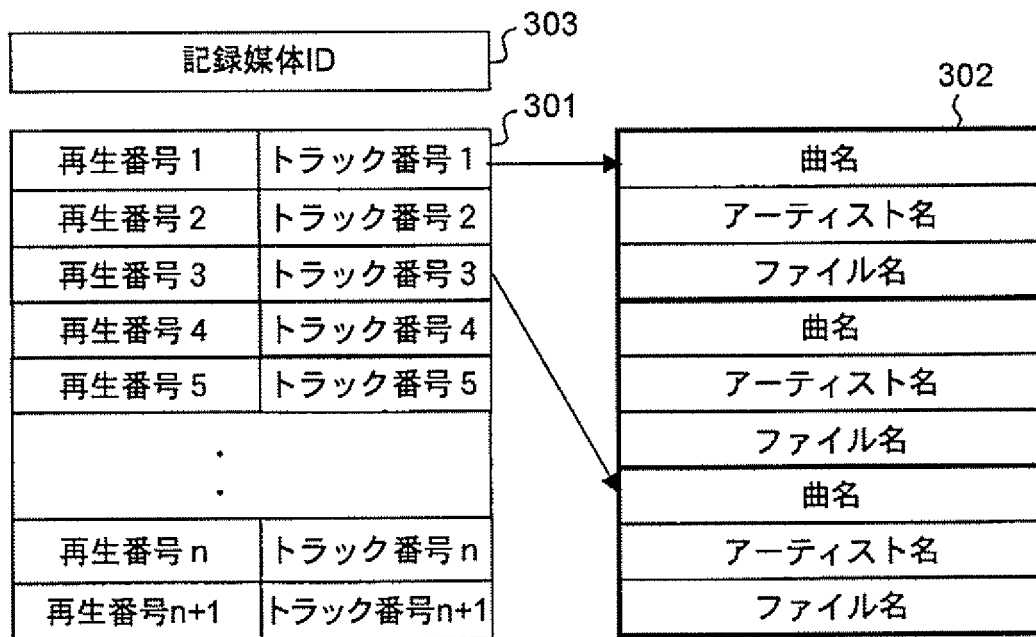 303
記録媒体ID
301
302
再生番号1 トラック番号1
再生番号2 トラック番号2
再生番号3 トラック番号3
再生番号4 トラック番号4
再生番号5 トラック番号5
再生番号n トラック番号n
再生番号n+1 トラック番号n+1
曲名
アーティスト名
ファイル名
曲名
アーティスト名
ファイル名
曲名
アーティスト名
ファイル名